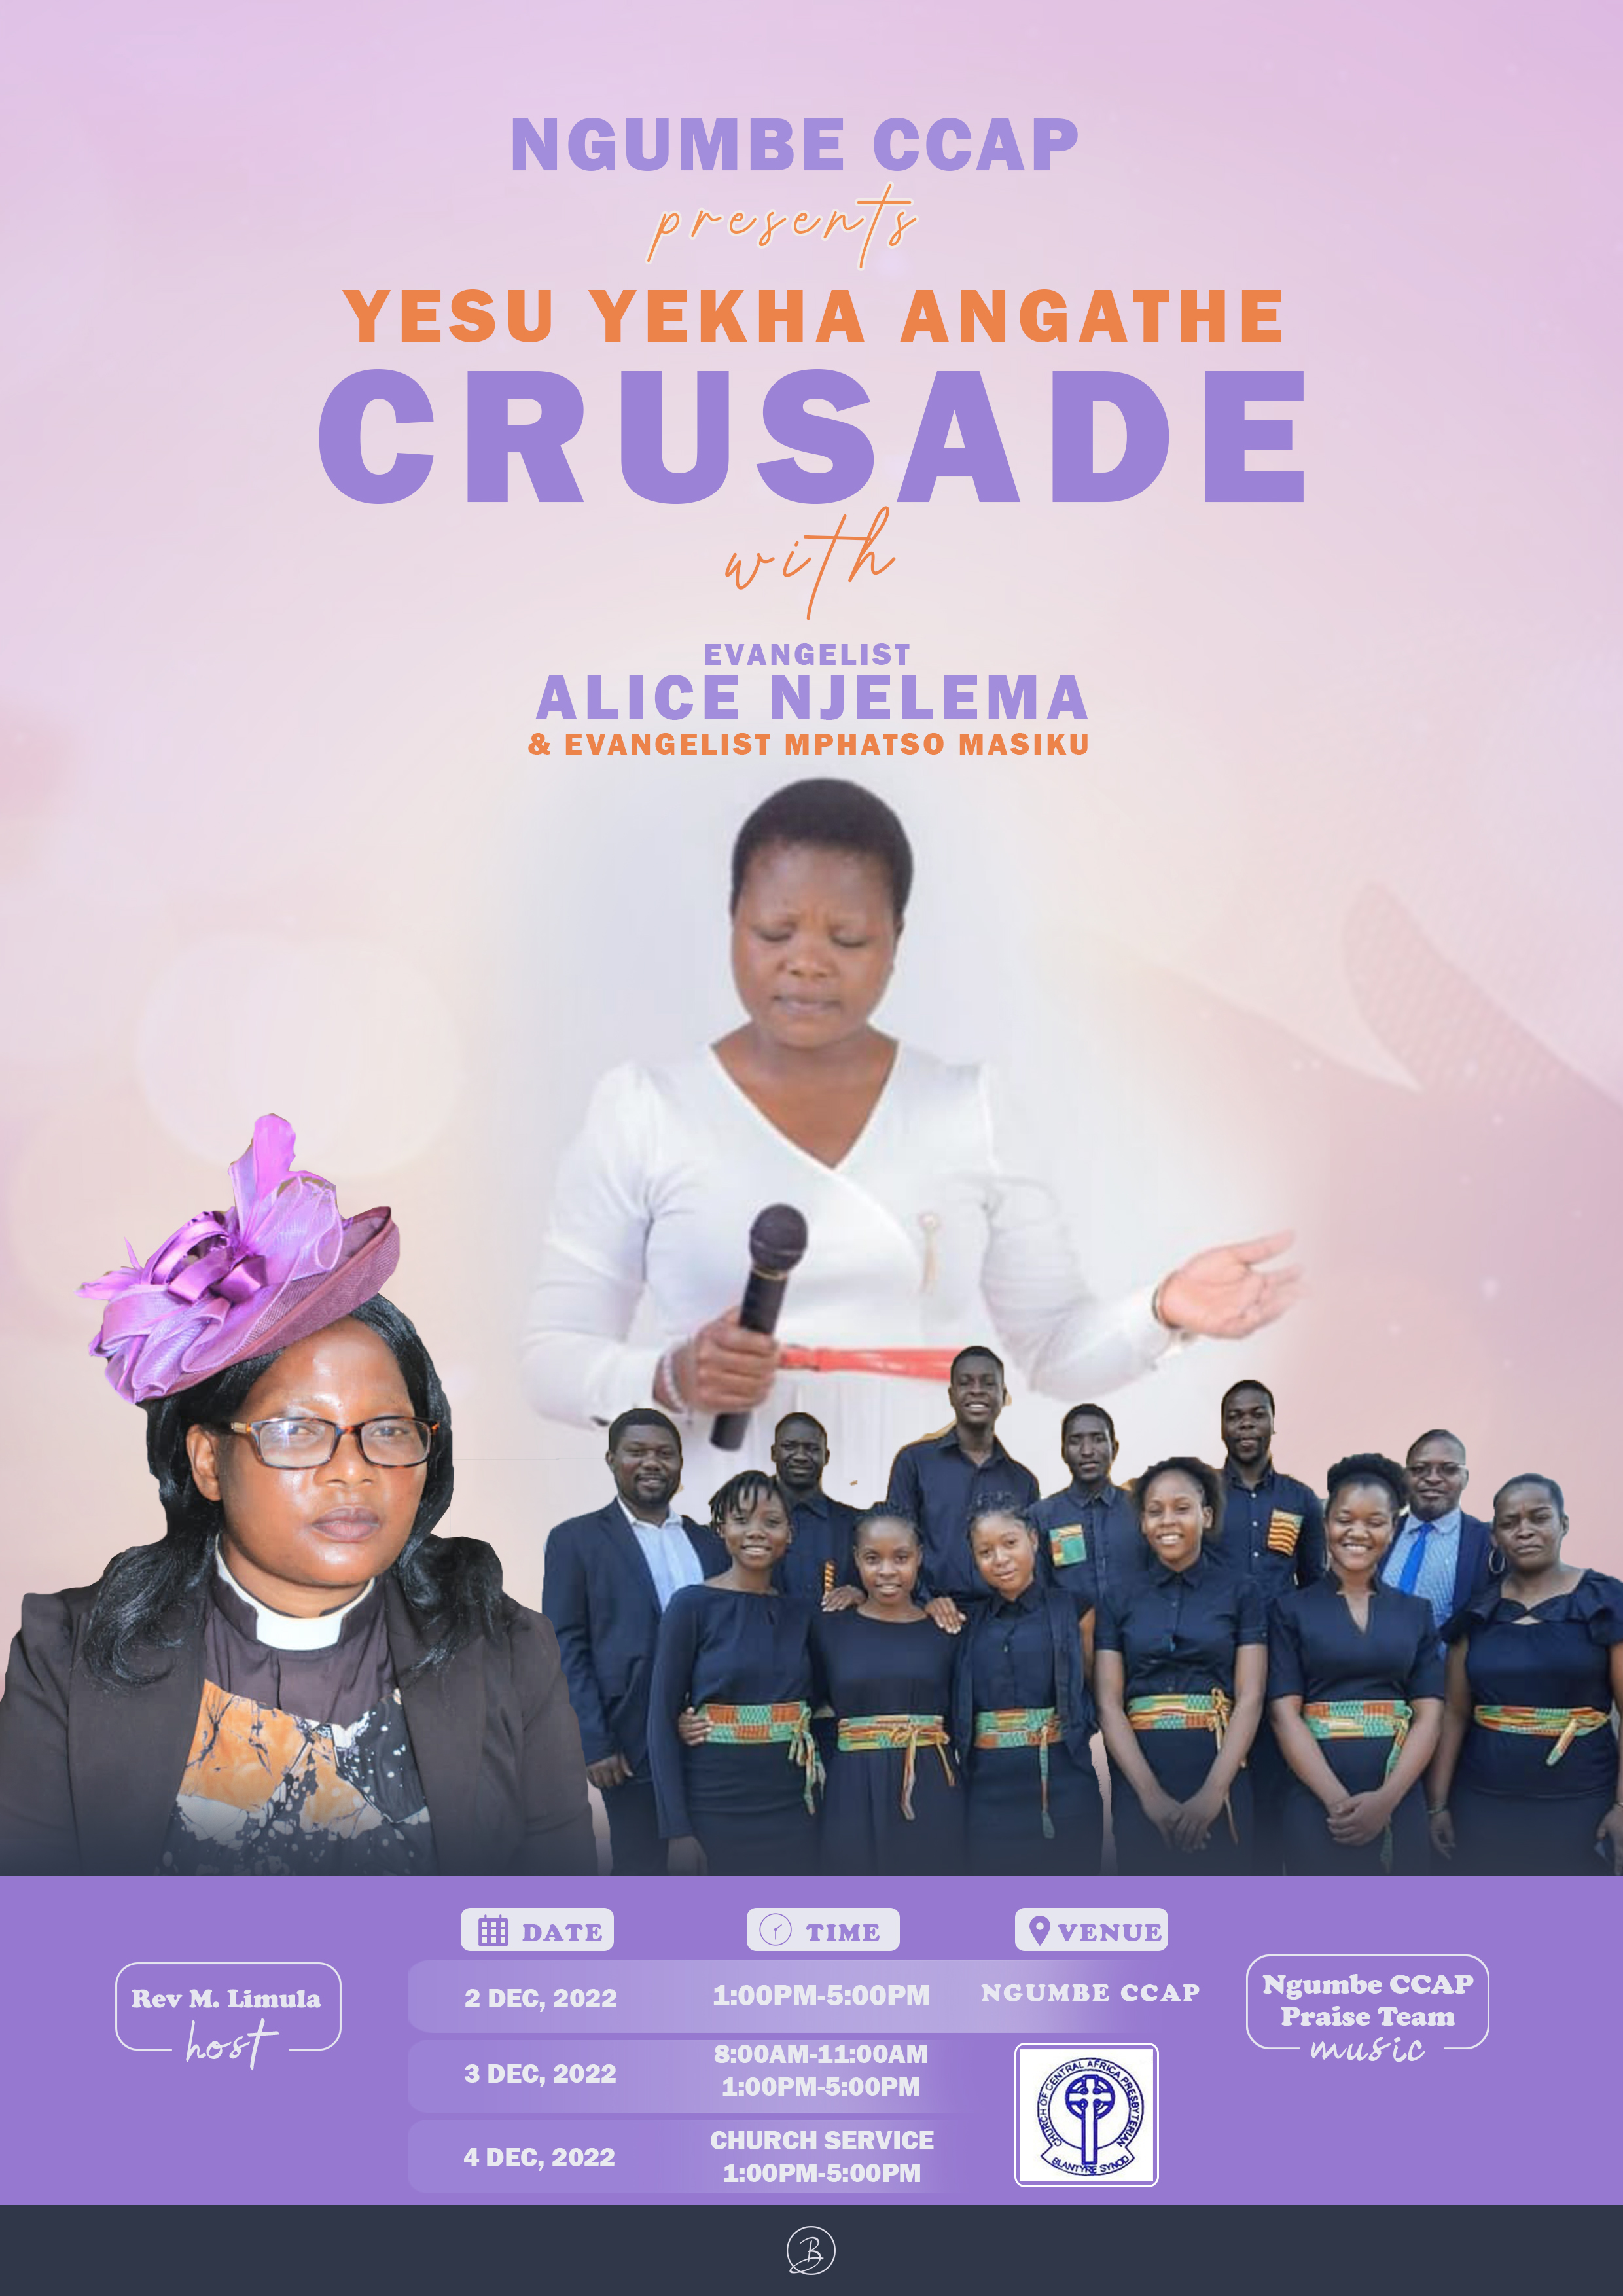 NGUMBE CCAP
presents
YESU YEKHA ANGATHE
CRUSADE
with
EVANGELIST
ALICE NJELEMA
& EVANGELIST MPHATSO MASIKU
Rev M. Limula
host
DATE TIME VENUE
2 DEC, 2022 1:00PM-5:00PM NGUMBE CCAP
3 DEC, 2022 8:00AM-11:00AM
1:00PM-5:00PM
4 DEC, 2022 CHURCH SERVICE
1:00PM-5:00PM
CHURCH OF CENTRAL AFRICA PRESBYTERIAN
BLANTYRE SYNOD
Ngumbe CCAP
Praise Team
music
B